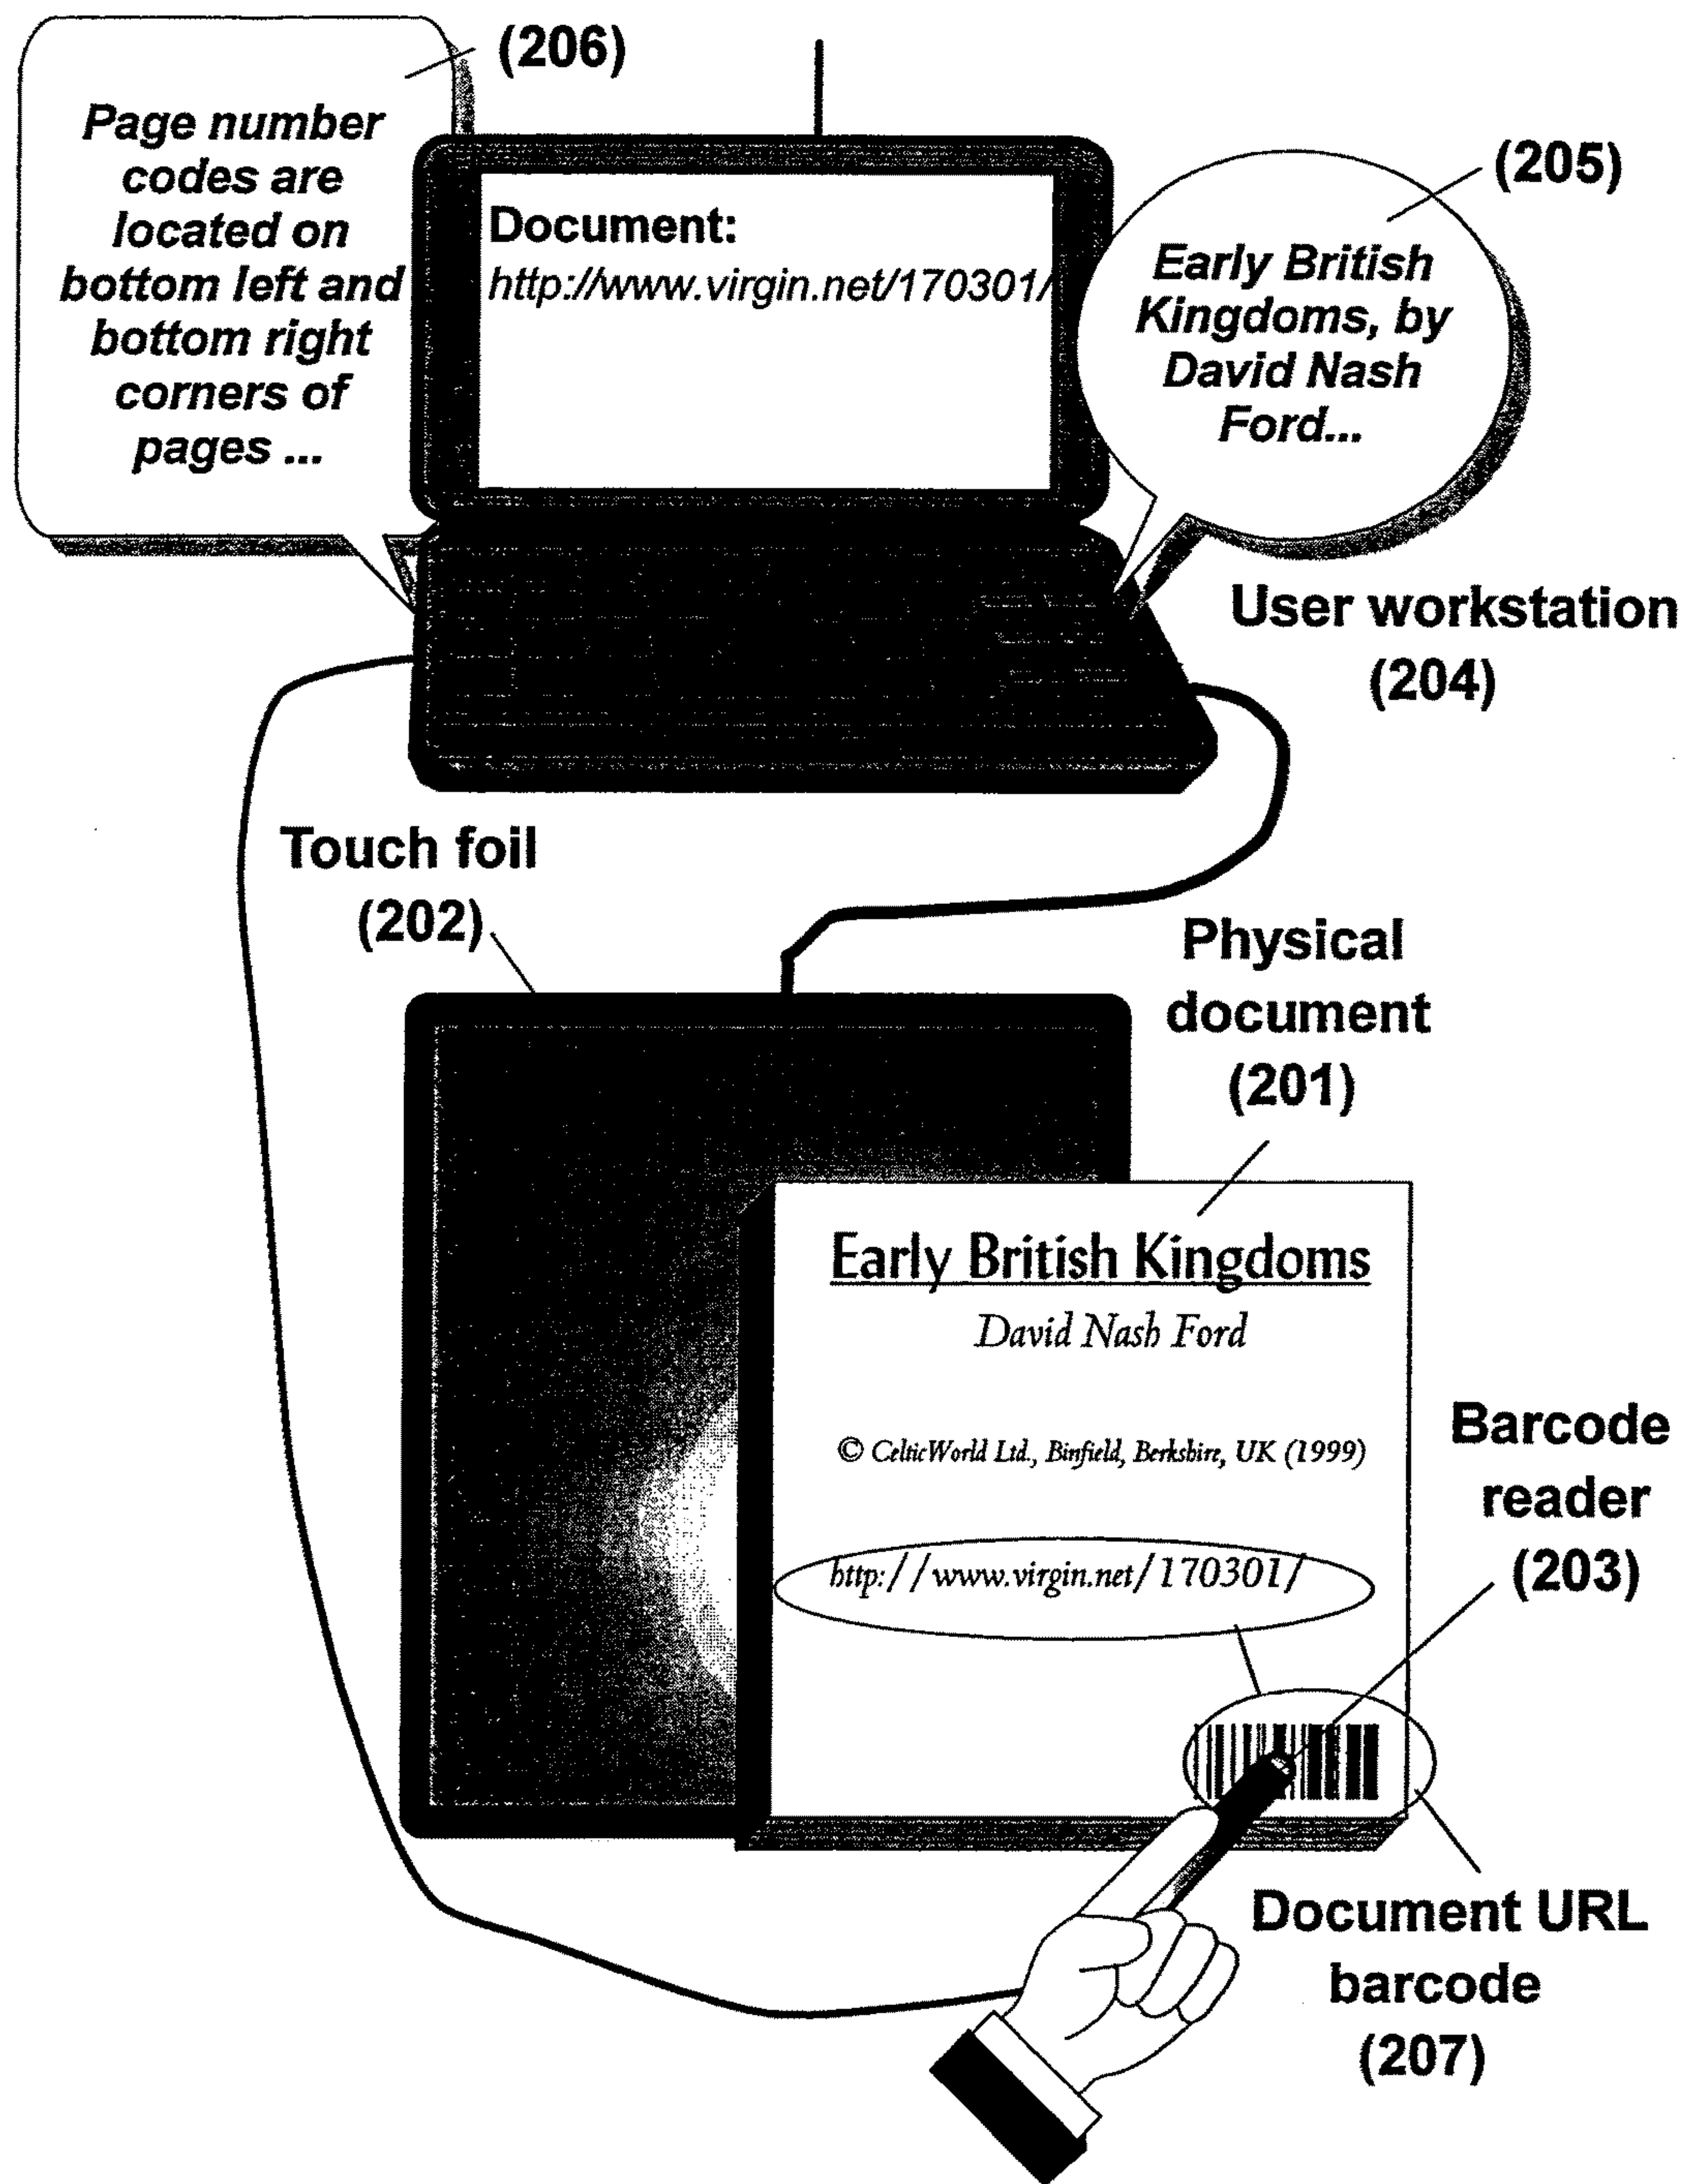 (206)
Page number
codes are
located on
bottom left and
bottom right
corners of
pages ...
Document:
http://www.virgin.net/170301/
(205)
Early British
Kingdoms, by
David Nash
Ford...
User workstation
(204)
Touch foil
(202)
Physical
document
(201)
Early British Kingdoms
David Nash Ford
© CelticWorld Ltd., Binfield, Berkshire, UK (1999)
http://www.virgin.net/170301/
Barcode
reader
(203)
Document URL
barcode
(207)